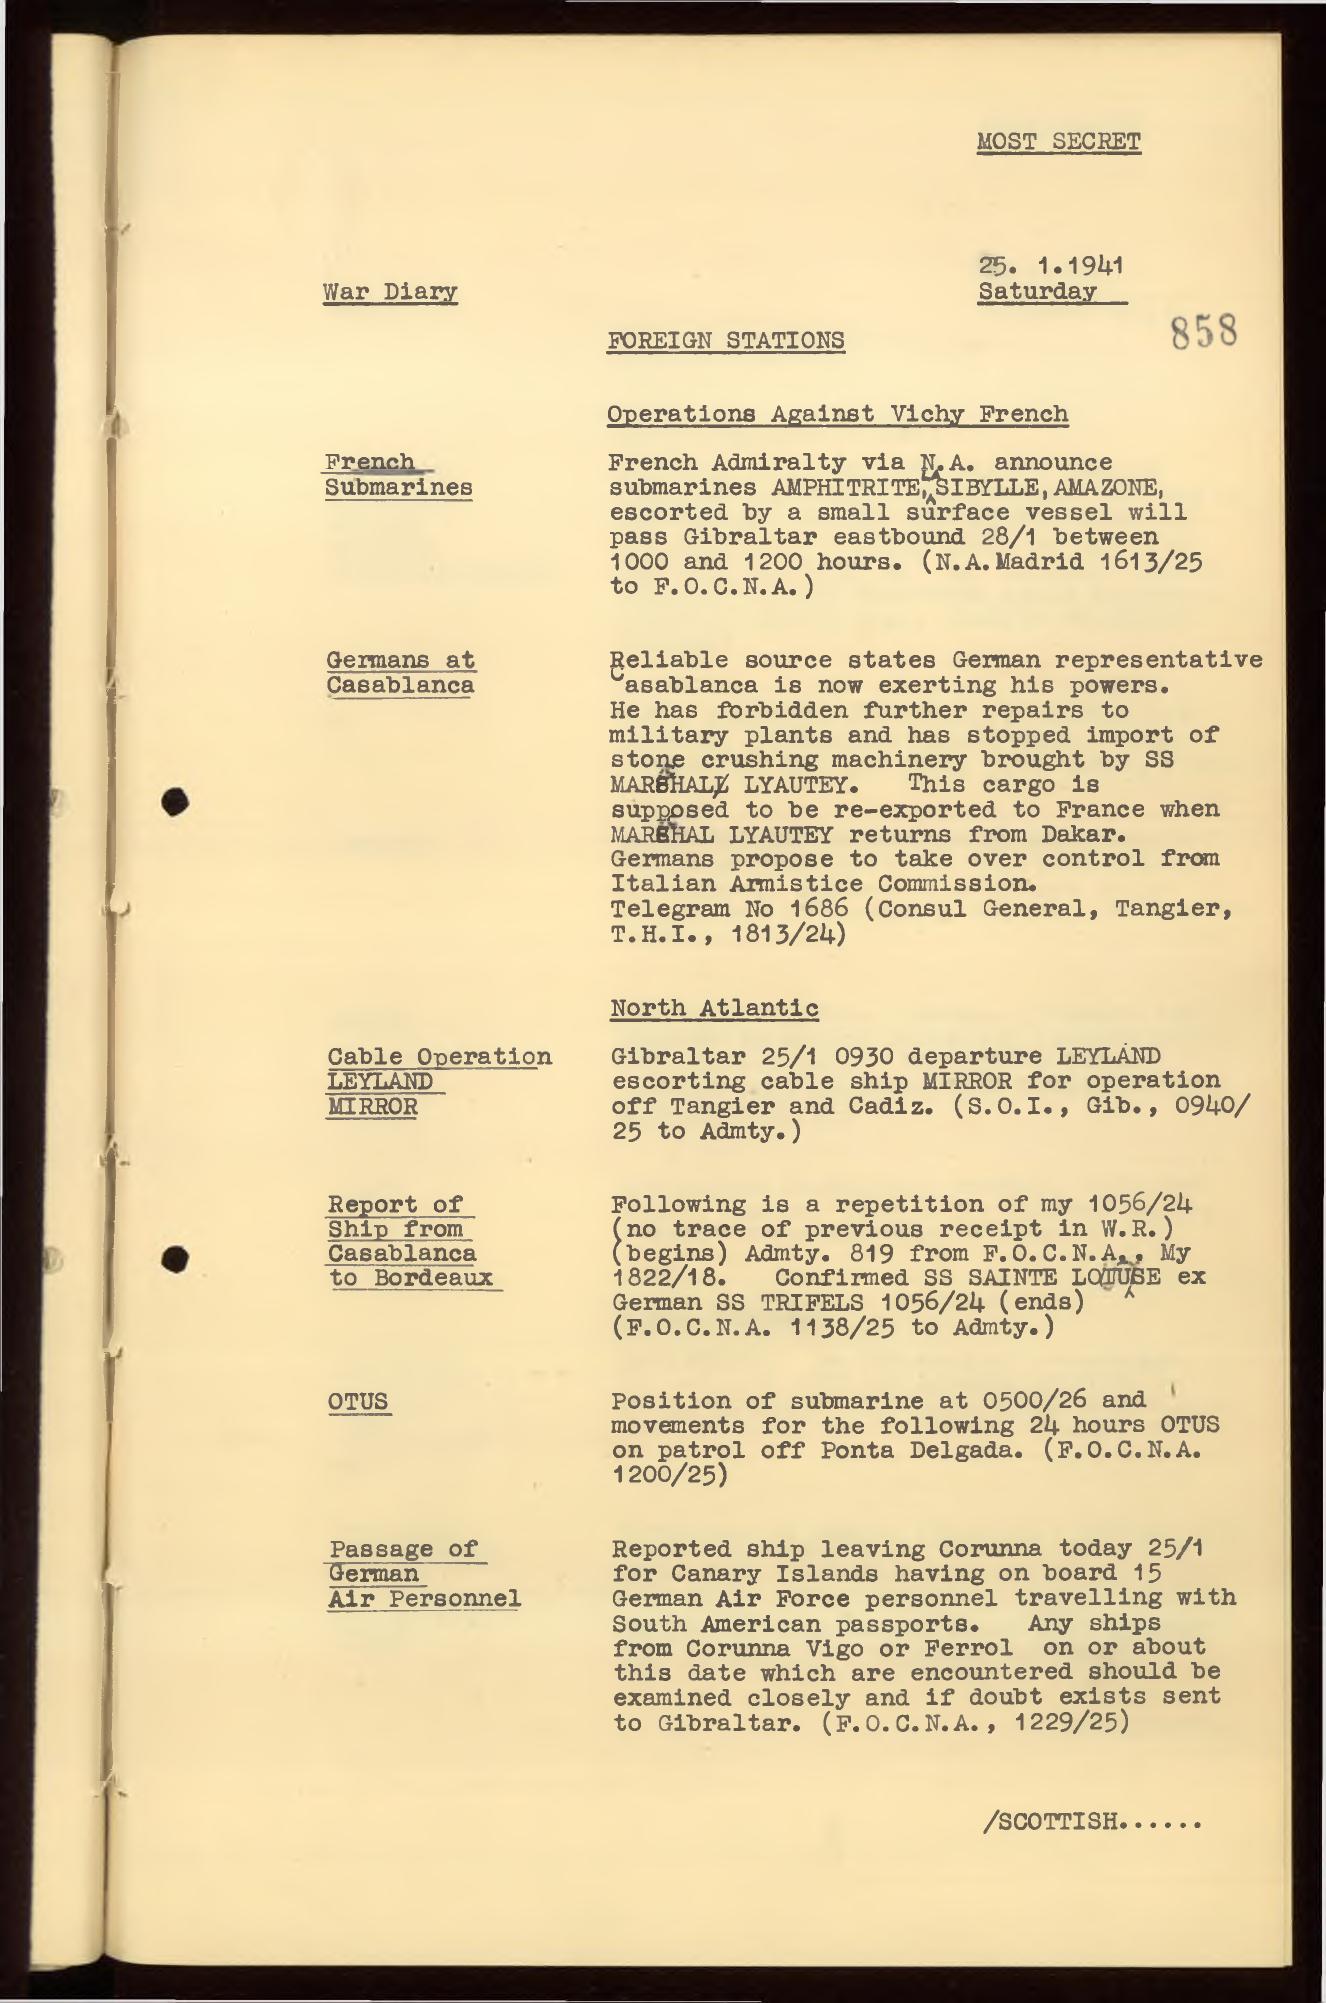 MOST SECRET
25. 1.1941
War Diary
Saturday
858
FOREIGN STATIONS
Operations Against Vichy French
French
Submarines
French Admiralty via N.A. announce
submarines AMPHITRITE, LA SIBYLLE, AMAZONE,
escorted by a small surface vessel will
pass Gibraltar eastbound 28/1 between
1000 and 1200 hours. (N.A.Madrid 1613/25
to F.O.C.N.A.)
Germans at
Casablanca
Reliable source states German representative
Casablanca is now exerting his powers.
He has forbidden further repairs to
military plants and has stopped import of
stone crushing machinery brought by SS
LYAUTEY. This cargo is
supposed to be re-exported to France when
LYAUTEY returns from Dakar.
Germans propose to take over control from
Italian Armistice Commission.
Telegram No 1686 (Consul General, Tangier,
T.H.I., 1813/24)
North Atlantic
Cable Operation
LEYLAND
MIRROR
Gibraltar 25/1 0930 departure LEYLAND
escorting cable ship MIRROR for operation
off Tangier and Cadiz. (S.O.I., Gib., 0940/
25 to Admty.)
Report of
Ship from
Casablanca
to Bordeaux
Following is a repetition of my 1056/24
(no trace of previous receipt in W.R.)
(begins) Admty. 819 from F.O.C.N.A., My
1822/18. Confirmed SS SAINTE ex
German SS TRIFELS 1056/24 (ends)
(F.O.C.N.A. 1138/25 to Admty.)
OTUS
Position of submarine at 0500/26 and
movements for the following 24 hours OTUS
on patrol off Ponta Delgada. (F.O.C.N.A.
1200/25)
Passage of
German
Air Personnel
Reported ship leaving Corunna today 25/1
for Canary Islands having on board 15
German Air Force personnel travelling with
South American passports. Any ships
from Corunna Vigo or Ferrol on or about
this date which are encountered should be
examined closely and if doubt exists sent
to Gibraltar. (F.O.C.N.A., 1229/25)
/SCOTTISH......